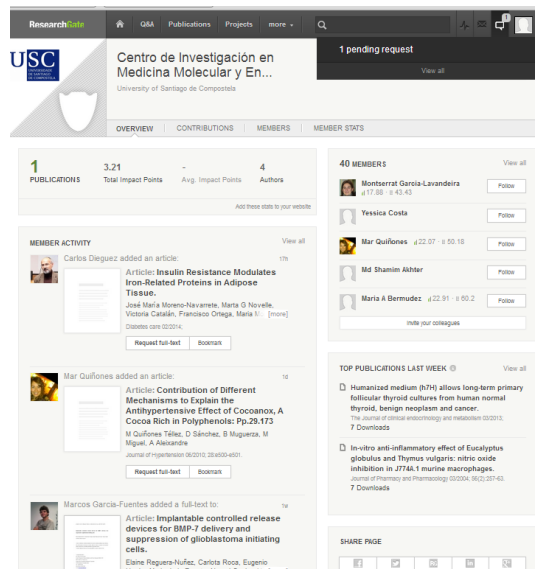 ResearchGate
Q&A Publications Projects more
1
1 pending request
View all
USC
UNIVERSIDADE
DE SANTIAGO
DE COMPOSTELA
Centro de Investigación en
Medicina Molecular y En...
University of Santiago de Compostela
OVERVIEW CONTRIBUTIONS MEMBERS MEMBER STATS
1 3.21 - 4
PUBLICATIONS Total Impact Points Avg. Impact Points Authors
Add these stats to your website
MEMBER ACTIVITY View all
Carlos Dieguez added an article: 17h
Article: Insulin Resistance Modulates
Iron-Related Proteins in Adipose
Tissue.
José María Moreno-Navarrete, Marta G Novelle,
Victoria Catalán, Francisco Ortega, Maria M. [more]
Diabetes care 02/2014;
Request full-text Bookmark
Mar Quiñones added an article: 1d
Article: Contribution of Different
Mechanisms to Explain the
Antihypertensive Effect of Cocoanox, A
Cocoa Rich in Polyphenols: Pp.29.173
M Quiñones Téllez, D Sánchez, B Muguerza, M
Miguel, A Aleixandre
Journal of Hypertension 06/2010; 28:e500-e501.
Request full-text Bookmark
Marcos Garcia-Fuentes added a full-text to:
Article: Implantable controlled release
devices for BMP-7 delivery and
suppression of glioblastoma initiating
cells.
Elaine Reguera-Nuñez, Carlota Roca, Eugenio
40 MEMBERS View all
Montserrat Garcia-Lavandeira
17.88 · 43.43
Follow
Yessica Costa
Follow
Mar Quiñones 22.07 · 50.18
Follow
Md Shamim Akhter
Follow
Maria A Bermudez 22.91 · 60.2
Follow
Invite your colleagues
TOP PUBLICATIONS LAST WEEK View all
Humanized medium (h7H) allows long-term primary
follicular thyroid cultures from human normal
thyroid, benign neoplasm and cancer.
The Journal of clinical endocrinology and metabolism 03/2013;
7 Downloads
In-vitro anti-inflammatory effect of Eucalyptus
globulus and Thymus vulgaris: nitric oxide
inhibition in J774A.1 murine macrophages.
Journal of Pharmacy and Pharmacology 03/2004; 56(2):257-63.
7 Downloads
SHARE PAGE